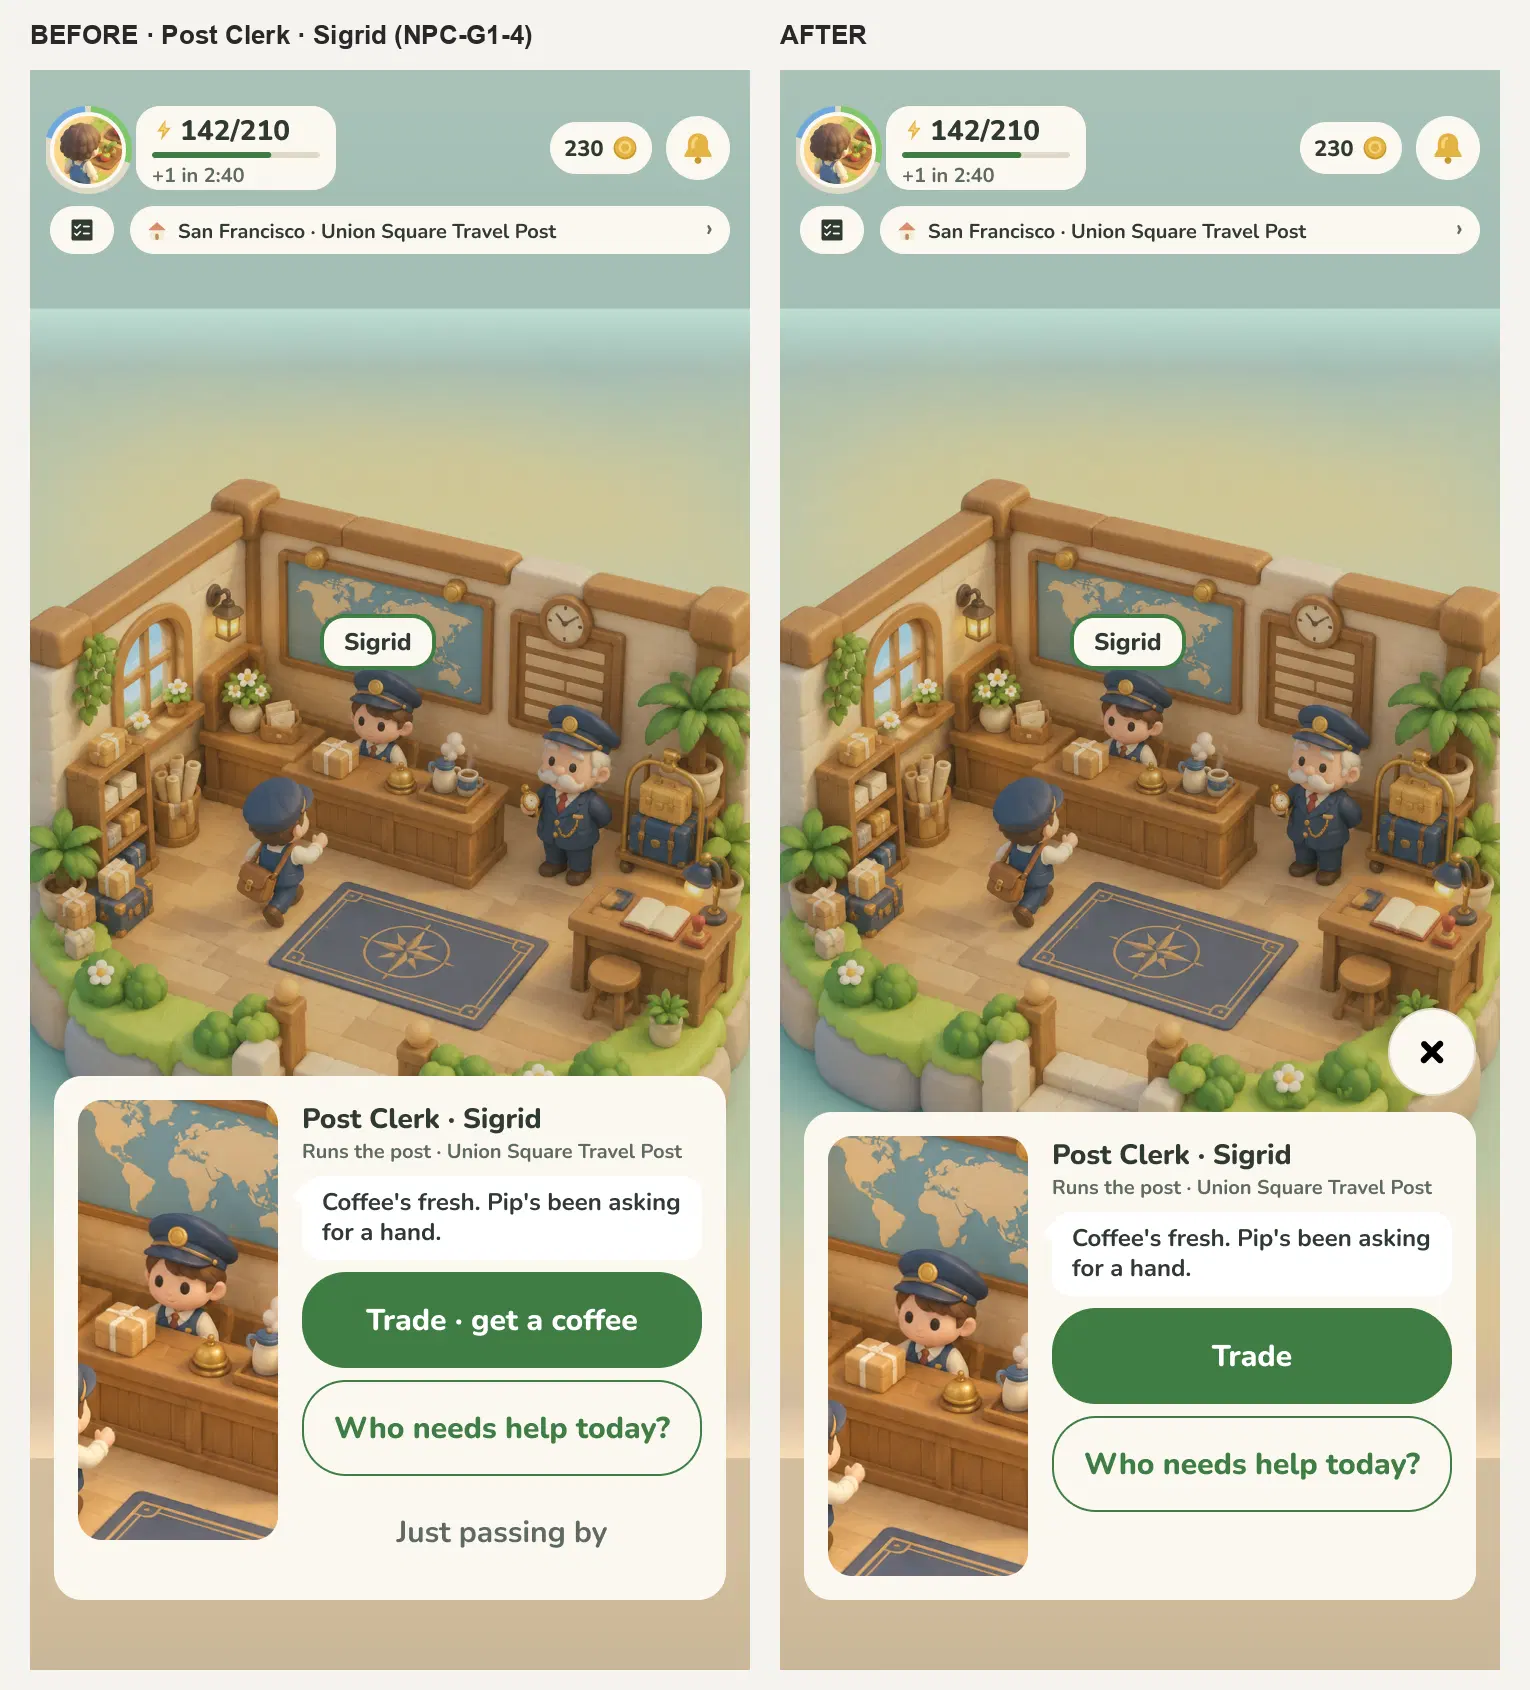 BEFORE · Post Clerk · Sigrid (NPC-G1-4)
142/210
+1 in 2:40
230
San Francisco · Union Square Travel Post ›
Sigrid
Post Clerk · Sigrid
Runs the post · Union Square Travel Post
Coffee's fresh. Pip's been asking
for a hand.
Trade · get a coffee
Who needs help today?
Just passing by
AFTER
142/210
+1 in 2:40
230
San Francisco · Union Square Travel Post ›
Sigrid
Post Clerk · Sigrid
Runs the post · Union Square Travel Post
Coffee's fresh. Pip's been asking
for a hand.
Trade
Who needs help today?